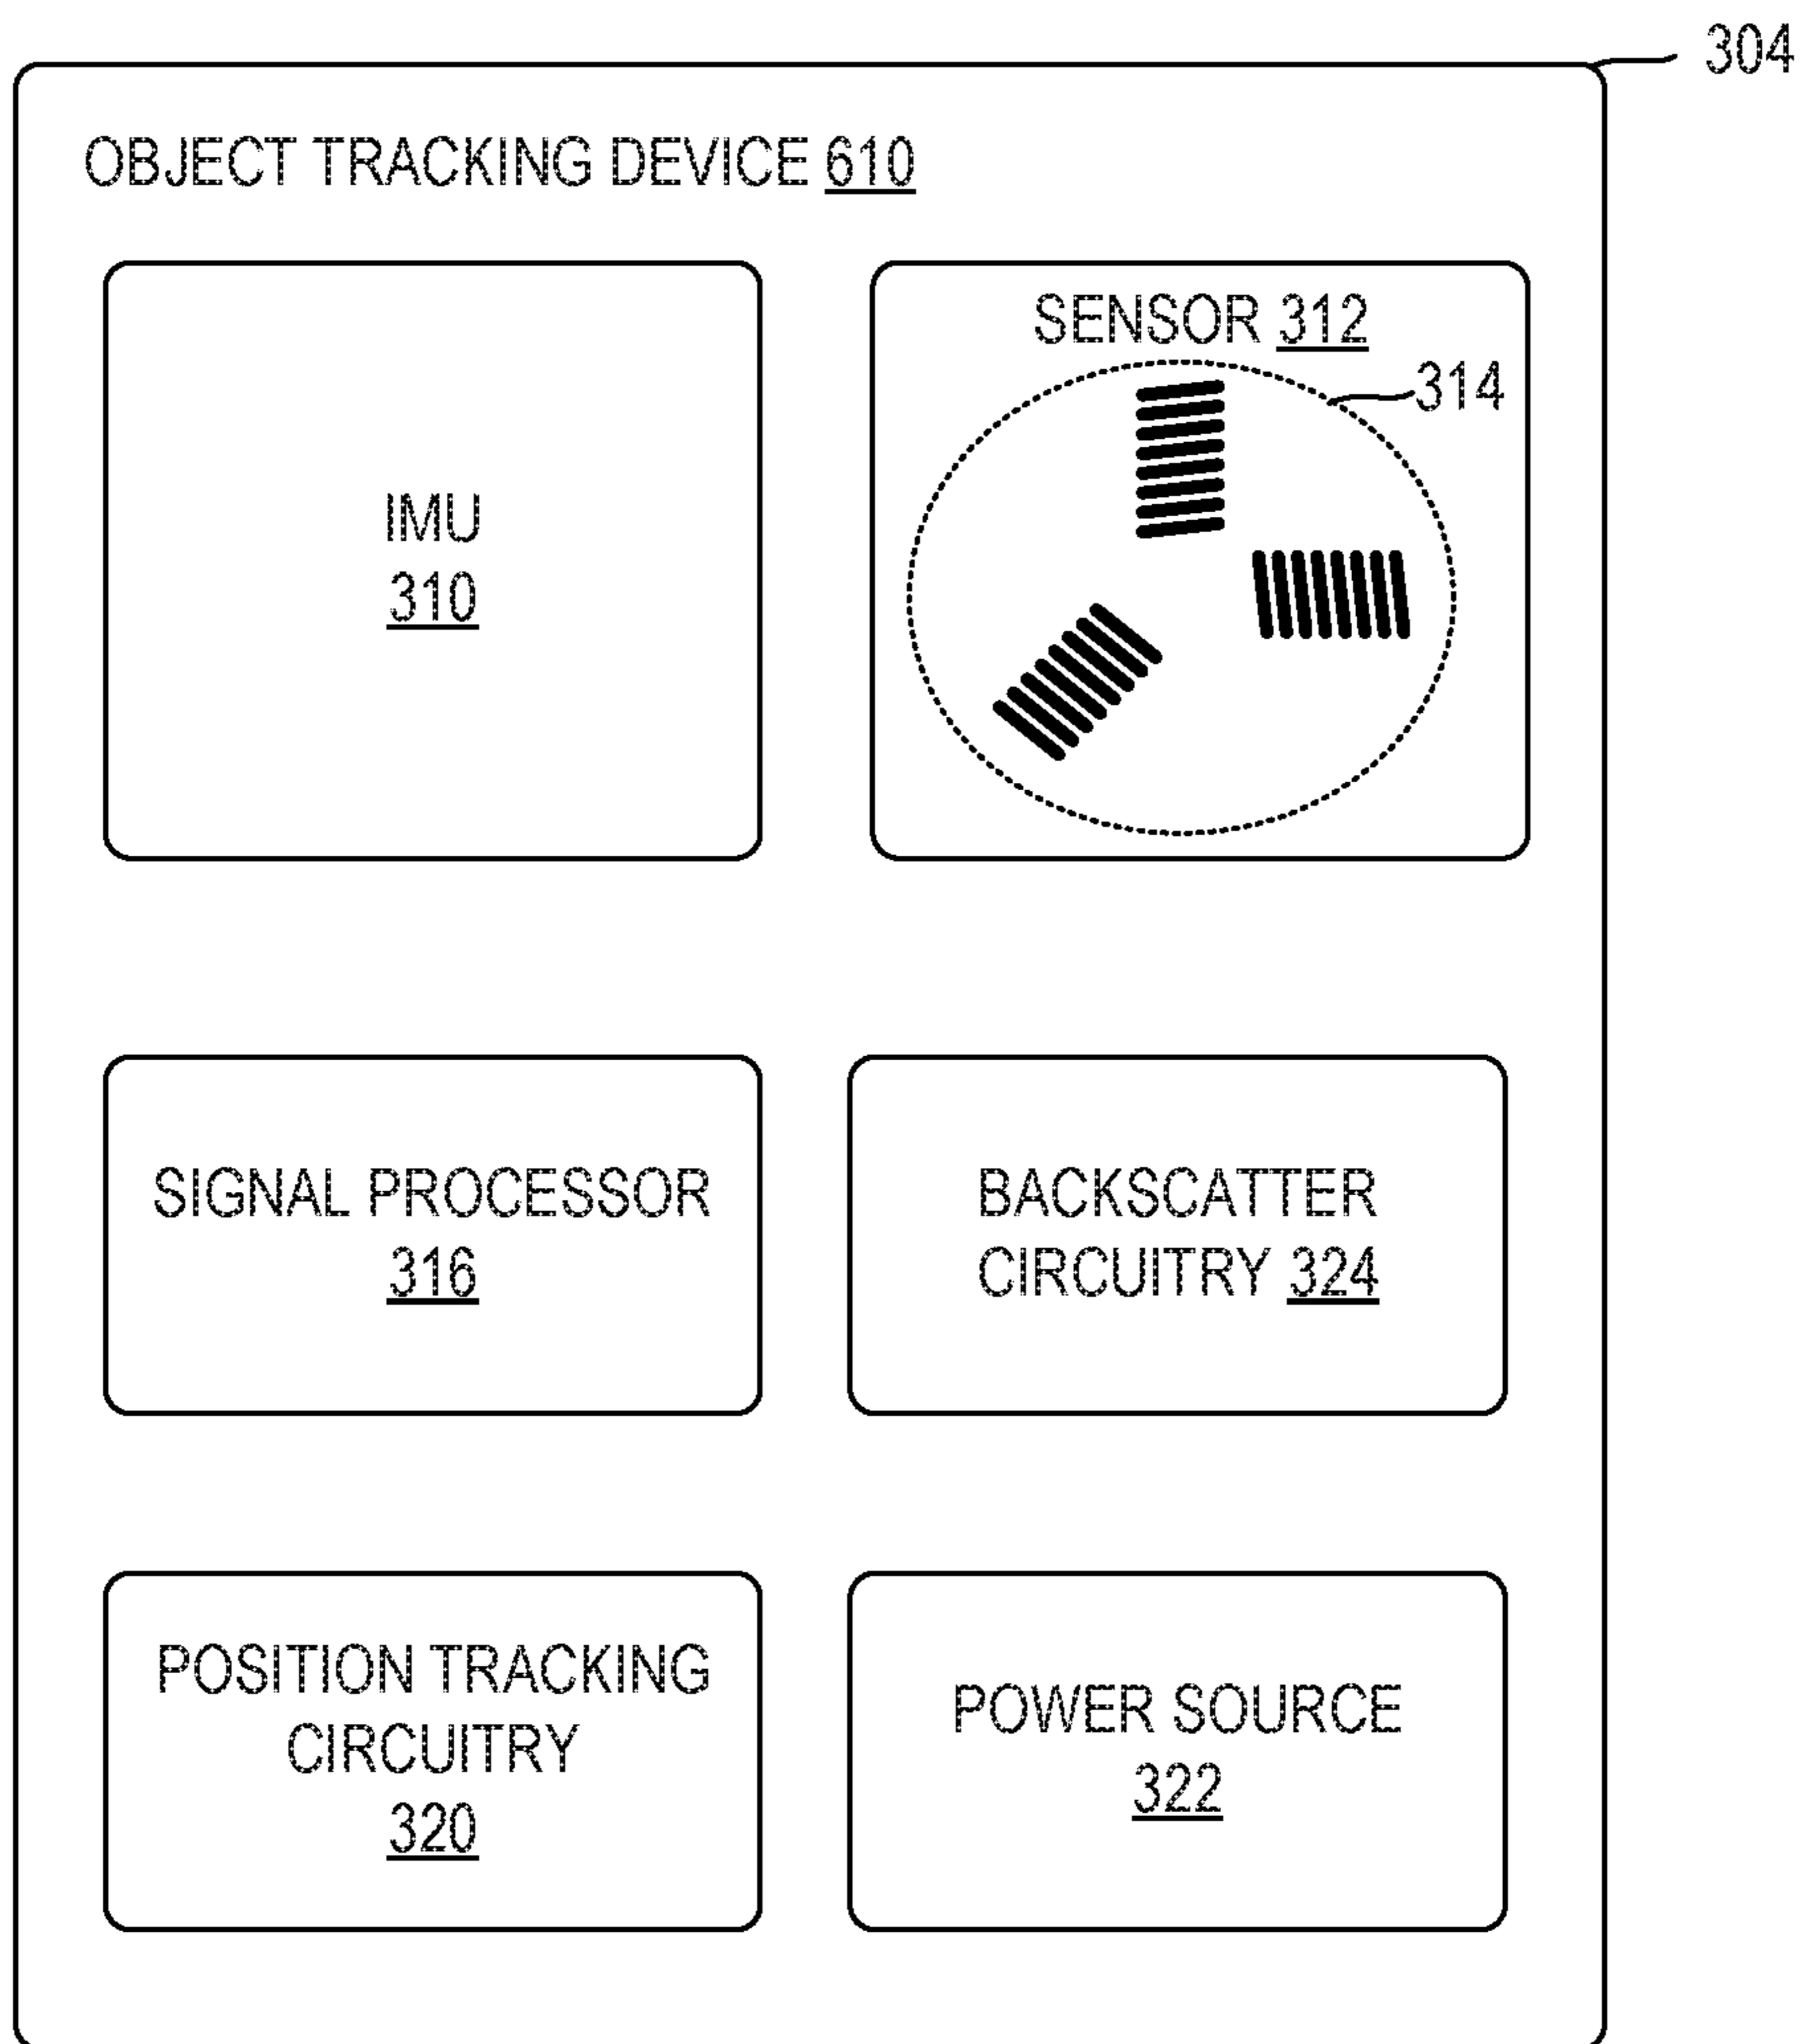 304
OBJECT TRACKING DEVICE 610
IMU
310
SENSOR 312
314
SIGNAL PROCESSOR
316
BACKSCATTER
CIRCUITRY 324
POSITION TRACKING
CIRCUITRY
320
POWER SOURCE
322